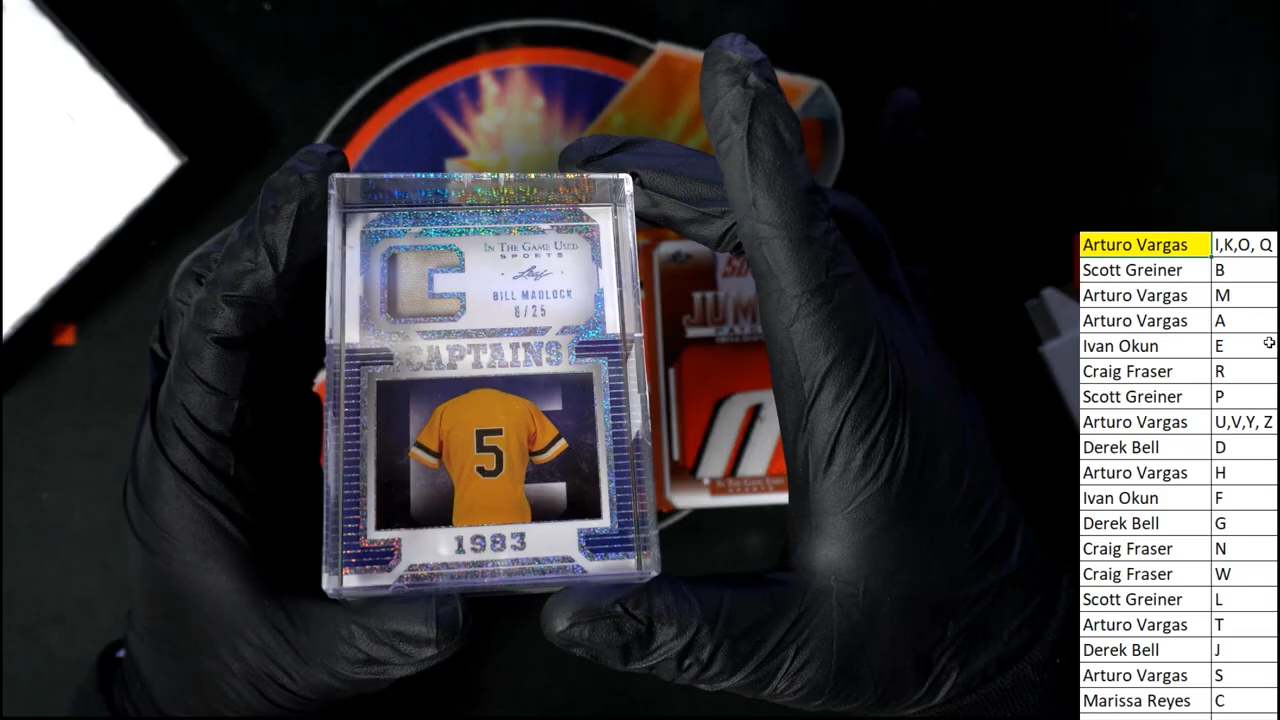 IN THE GAME USED
SPORTS
Leaf
BILL MADLOCK
6/25
CAPTAINS
5
1983
Arturo Vargas I,K,O, Q
Scott Greiner B
Arturo Vargas M
Arturo Vargas A
Ivan Okun E
Craig Fraser R
Scott Greiner P
Arturo Vargas U,V,Y, Z
Derek Bell D
Arturo Vargas H
Ivan Okun F
Derek Bell G
Craig Fraser N
Craig Fraser W
Scott Greiner L
Arturo Vargas T
Derek Bell J
Arturo Vargas S
Marissa Reyes C